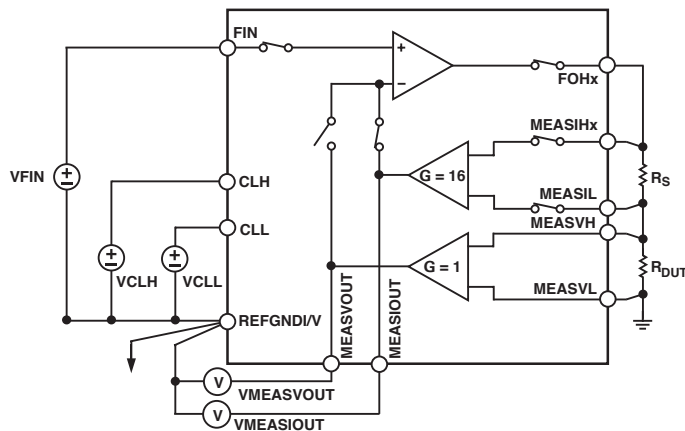 FIN
+
−
FOHx
MEASIHx
VFIN
±
CLH
G = 16
RS
MEASIL
CLL
MEASVH
±
±
VCLH
VCLL
G = 1
RDUT
MEASVL
REFGNDI/V
MEASVOUT
MEASIOUT
V
VMEASVOUT
V
VMEASIOUT